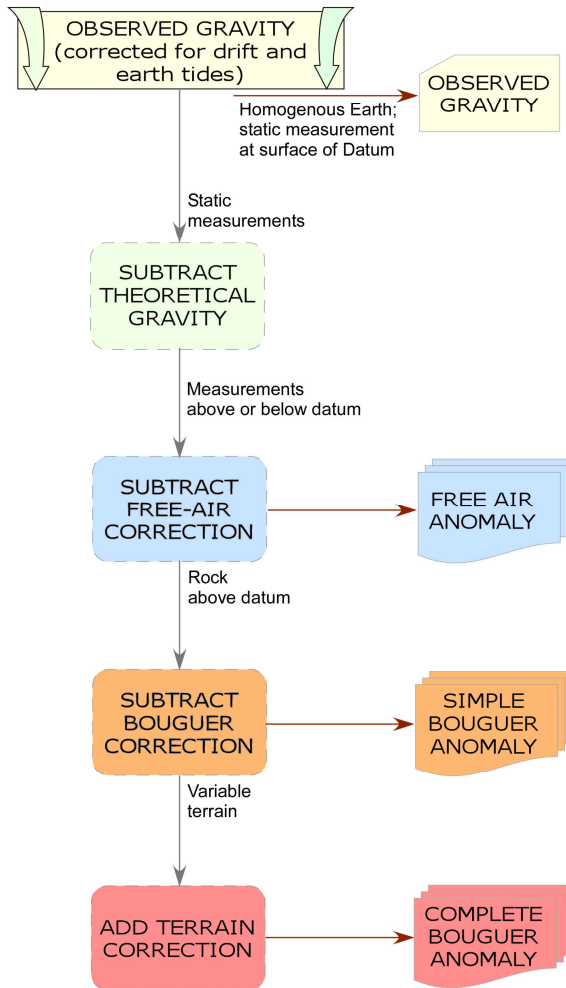 OBSERVED GRAVITY
(corrected for drift and
earth tides)
OBSERVED
GRAVITY
Homogenous Earth;
static measurement
at surface of Datum
Static
measurements
SUBTRACT
THEORETICAL
GRAVITY
Measurements
above or below datum
SUBTRACT
FREE-AIR
CORRECTION
FREE AIR
ANOMALY
Rock
above datum
SUBTRACT
BOUGUER
CORRECTION
SIMPLE
BOUGUER
ANOMALY
Variable
terrain
ADD TERRAIN
CORRECTION
COMPLETE
BOUGUER
ANOMALY